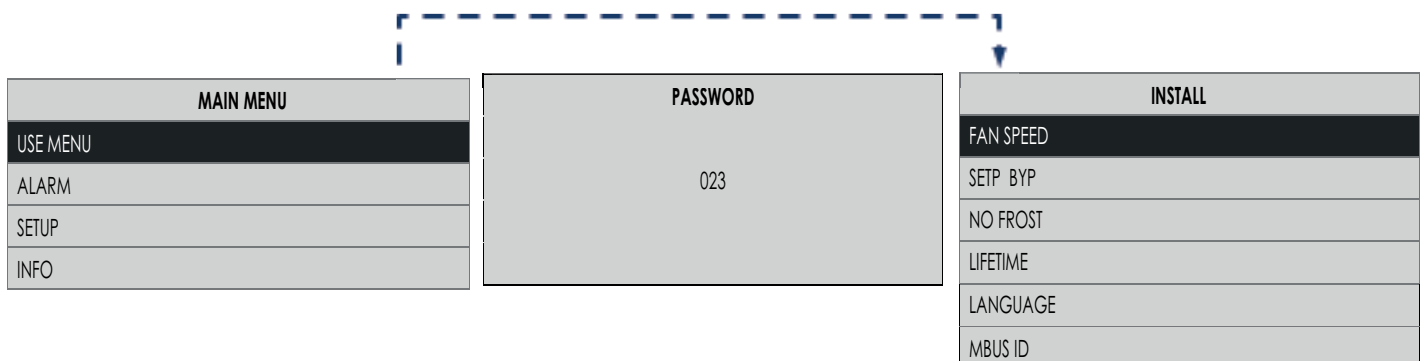 MAIN MENU
USE MENU
ALARM
SETUP
INFO
PASSWORD
023
INSTALL
FAN SPEED
SETP BYP
NO FROST
LIFETIME
LANGUAGE
MBUS ID